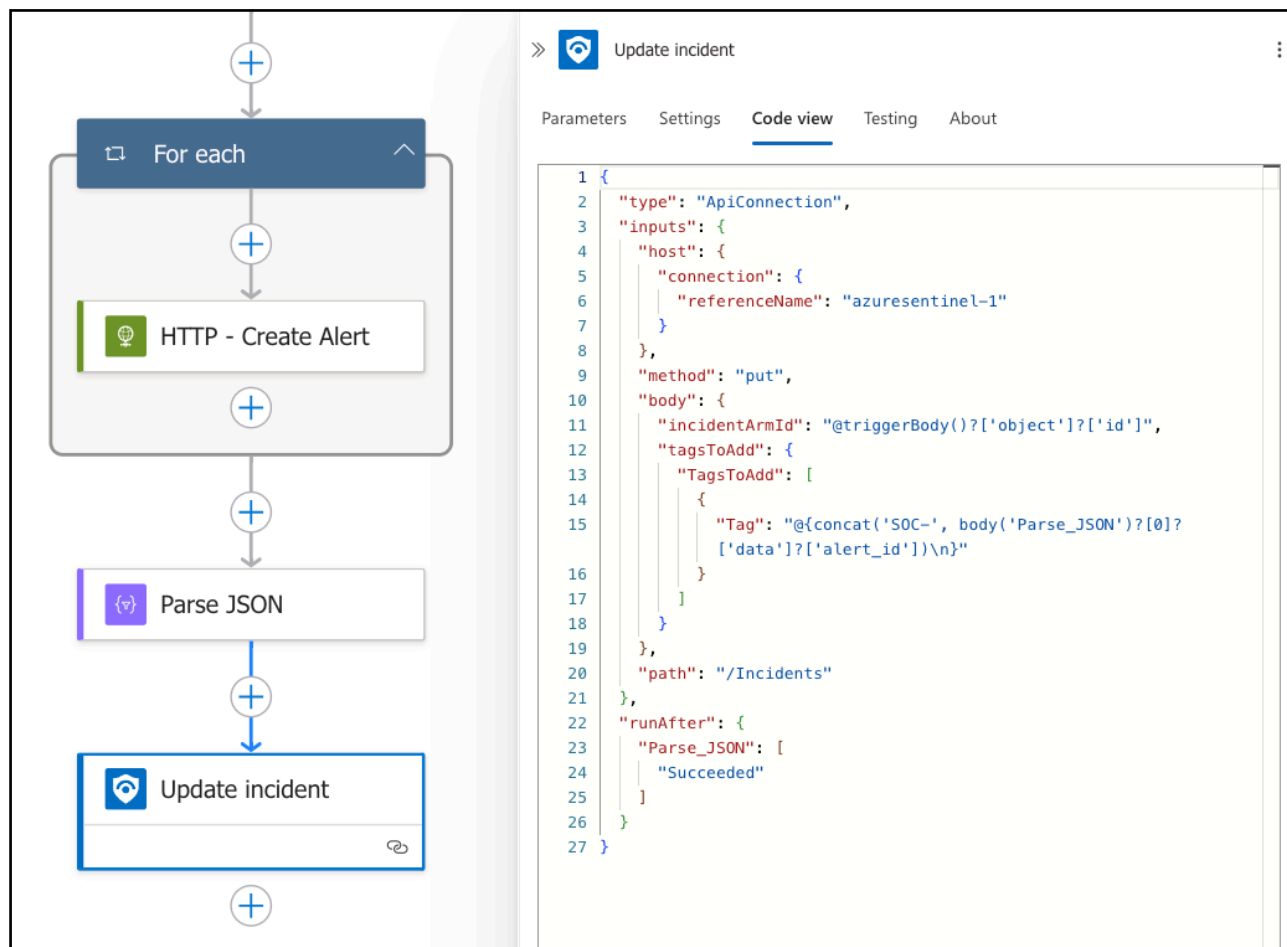 For each
HTTP - Create Alert
Parse JSON
Update incident
Update incident
Parameters Settings Code view Testing About
1 {
2 "type": "ApiConnection",
3 "inputs": {
4 "host": {
5 "connection": {
6 "referenceName": "azuresentinel-1"
7 }
8 },
9 "method": "put",
10 "body": {
11 "incidentArmId": "@triggerBody()?['object']?['id']",
12 "tagsToAdd": {
13 "TagsToAdd": [
14 {
15 "Tag": "@{concat('SOC-', body('Parse_JSON')?[0]?
['data']?['alert_id'])\n}"
16 }
17 ]
18 }
19 },
20 "path": "/Incidents"
21 },
22 "runAfter": {
23 "Parse_JSON": [
24 "Succeeded"
25 ]
26 }
27 }